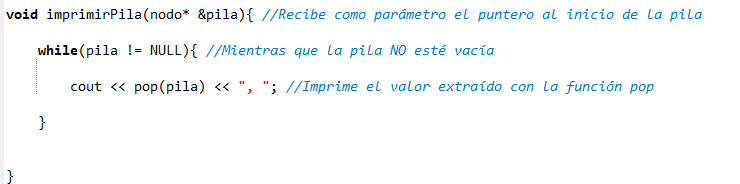 void imprimirPila(nodo* &pila){ //Recibe como parámetro el puntero al inicio de la pila
while(pila != NULL){ //Mientras que la pila NO esté vacía
cout << pop(pila) << ", "; //Imprime el valor extraído con la función pop
}
}